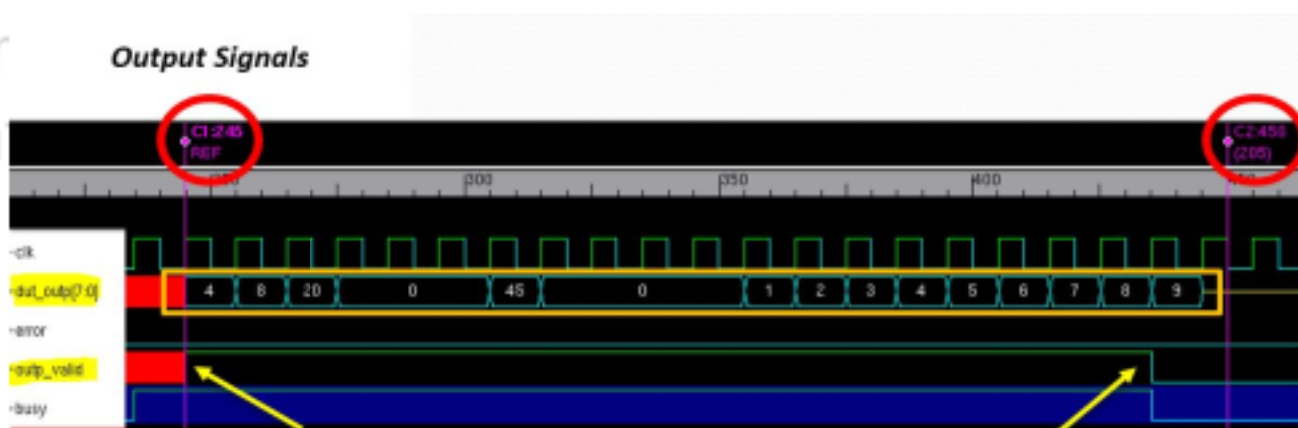 Output Signals
C1:245 C2:450
REF (205)
300 350 400
clk
dut_outp[7:0] 4 8 20 0 45 0 1 2 3 4 5 6 7 8 9
error
outp_valid
busy